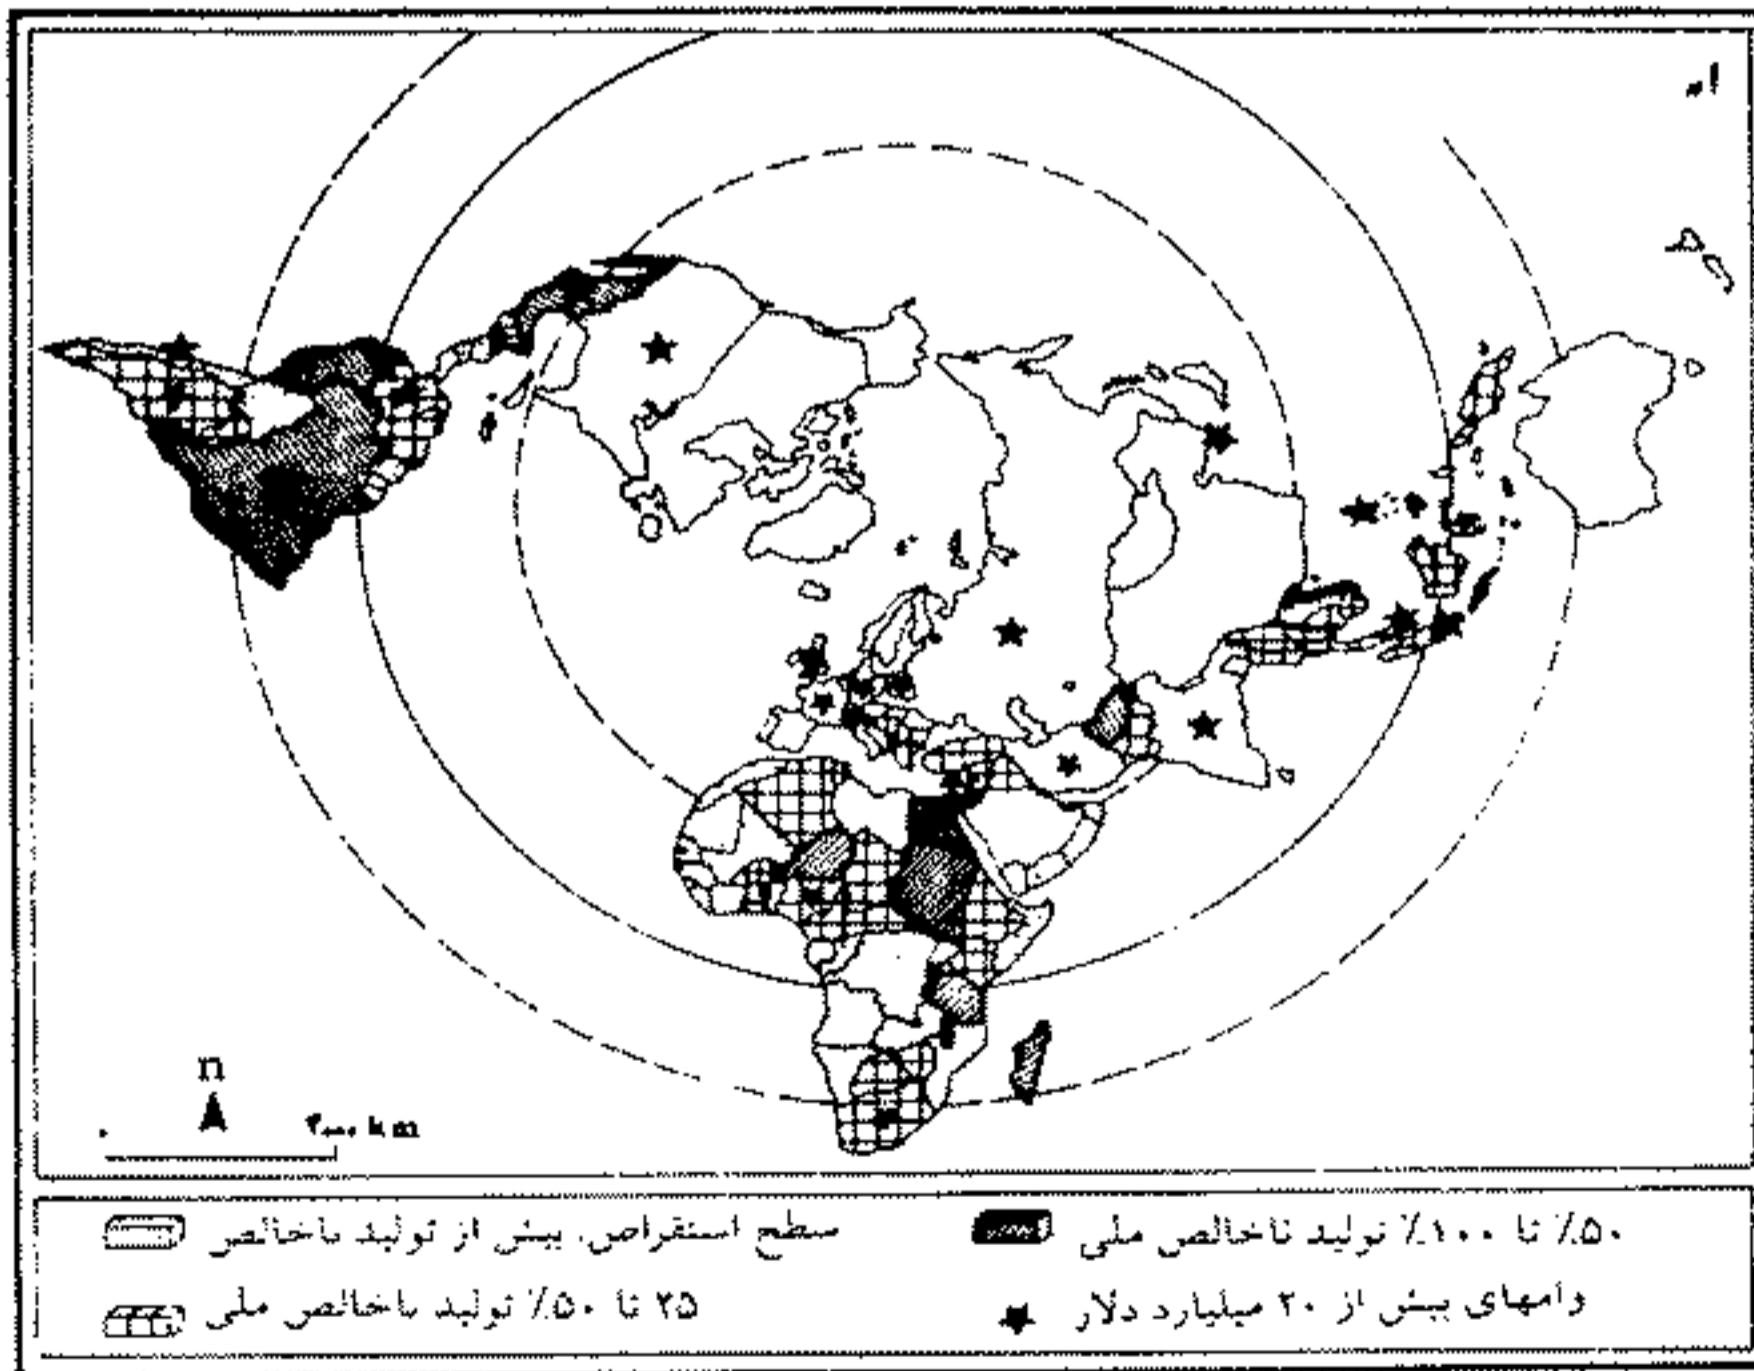 n
۲۰۰۰ km
۵۰٪ تا ۱۰۰٪ تولید ناخالص ملی
سطح استقراض، بیش از تولید ناخالص
وامهای بیش از ۲۰ میلیارد دلار
۲۵ تا ۵۰٪ تولید ناخالص ملی